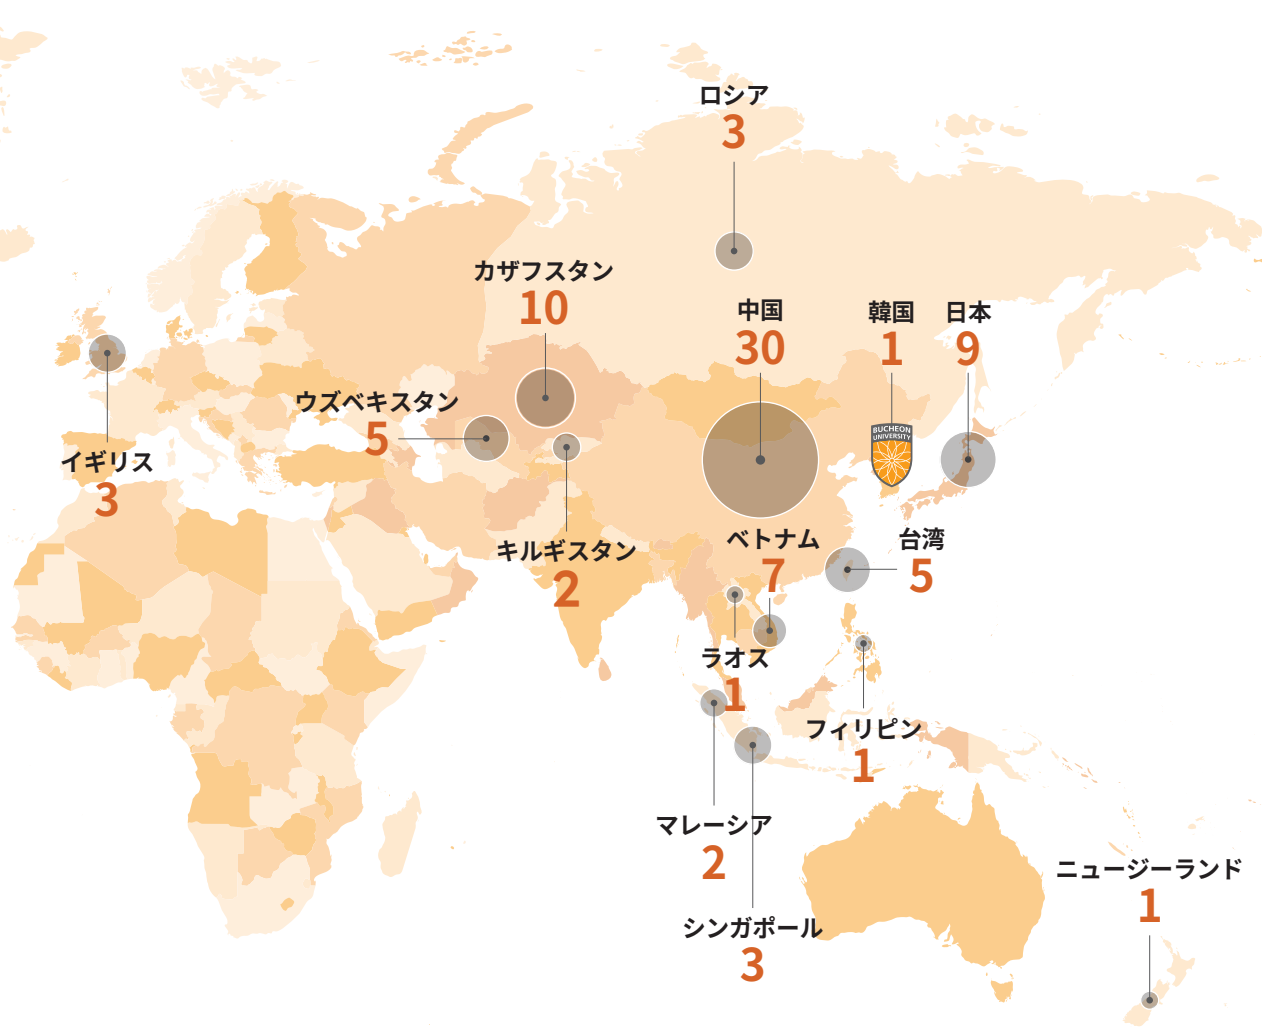 ロシア
3
カザフスタン
10
中国
30
韓国
1
日本
9
ウズベキスタン
5
BUCHEON
UNIVERSITY
イギリス
3
キルギスタン
2
ベトナム
7
台湾
5
ラオス
1
フィリピン
1
マレーシア
2
ニュージーランド
1
シンガポール
3